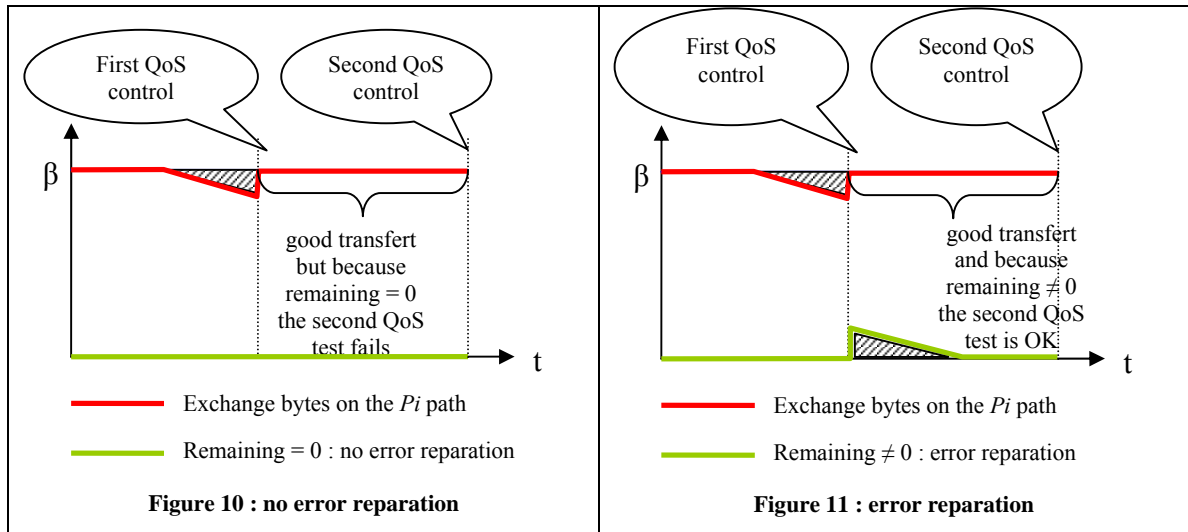 First QoS
control
Second QoS
control
β
good transfert
but because
remaining = 0
the second QoS
test fails
t
Exchange bytes on the Pi path
Remaining = 0 : no error reparation
Figure 10 : no error reparation
First QoS
control
Second QoS
control
β
good transfert
and because
remaining ≠ 0
the second QoS
test is OK
t
Exchange bytes on the Pi path
Remaining ≠ 0 : error reparation
Figure 11 : error reparation